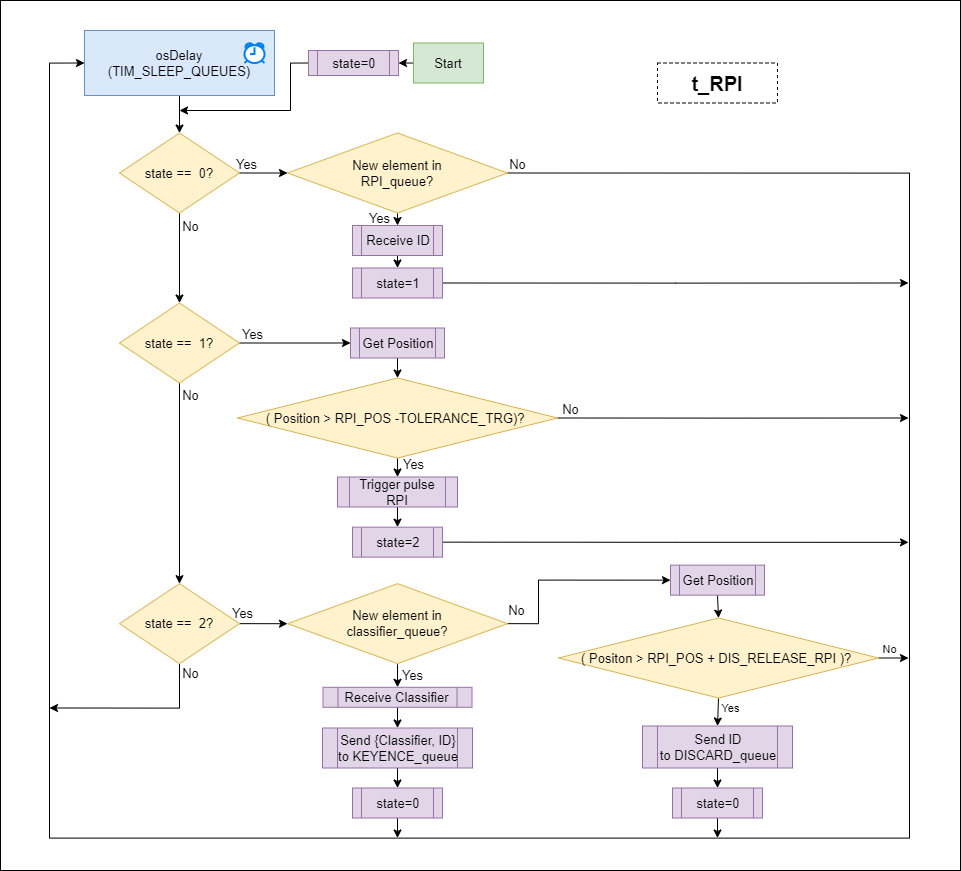 osDelay
(TIM_SLEEP_QUEUES)
state=0
Start
t_RPI
state == 0?
Yes
New element in
RPI_queue?
No
No
Yes
Receive ID
state=1
state == 1?
Yes
Get Position
No
( Position > RPI_POS -TOLERANCE_TRG)?
No
Yes
Trigger pulse
RPI
state=2
state == 2?
Yes
New element in
classifier_queue?
No
Get Position
( Positon > RPI_POS + DIS_RELEASE_RPI )?
No
No
Yes
Receive Classifier
Yes
Send {Classifier, ID}
to KEYENCE_queue
Send ID
to DISCARD_queue
state=0
state=0